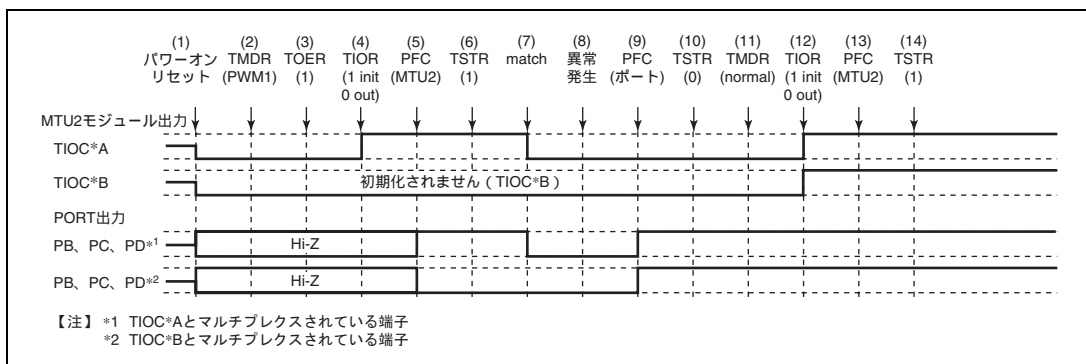 (1) (2) (3) (4) (5) (6) (7) (8) (9) (10) (11) (12) (13) (14)
パワーオン TMDR TOER TIOR PFC TSTR match 異常 PFC TSTR TMDR TIOR PFC TSTR
リセット (PWM1) (1) (1 init (MTU2) (1) 発生 (ポート) (0) (normal) (1 init (MTU2) (1)
0 out) 0 out)
MTU2モジュール出力
TIOC*A
TIOC*B 初期化されません(TIOC*B)
PORT出力
PB、PC、PD*1 Hi-Z
PB、PC、PD*2 Hi-Z
【注】 *1 TIOC*Aとマルチプレクスされている端子
*2 TIOC*Bとマルチプレクスされている端子